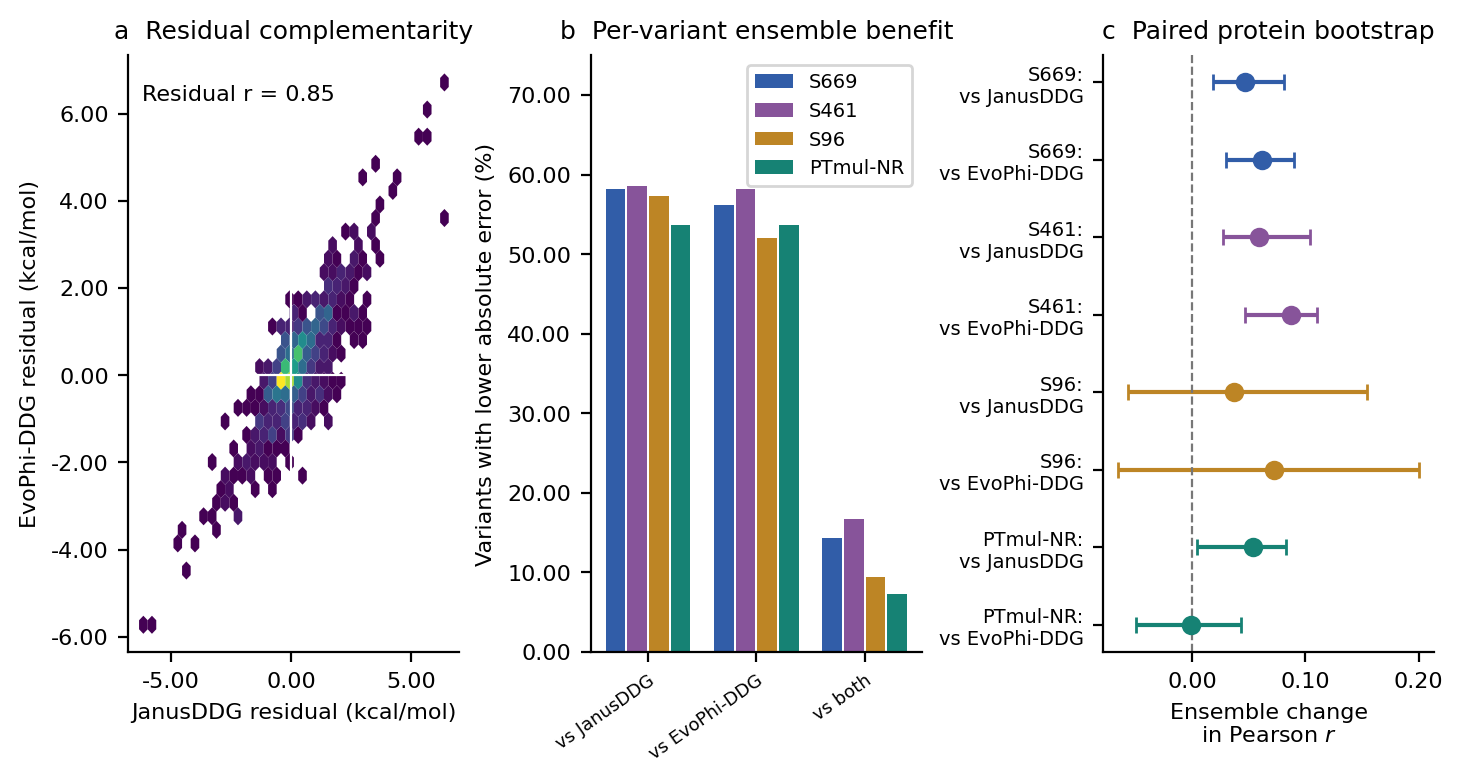 a  Residual complementarity
Residual r = 0.85
6.00
4.00
2.00
0.00
-2.00
-4.00
-6.00
EvoPhi-DDG residual (kcal/mol)
-5.00
0.00
5.00
JanusDDG residual (kcal/mol)
b  Per-variant ensemble benefit
S669
S461
S96
PTmul-NR
70.00
60.00
50.00
40.00
30.00
20.00
10.00
0.00
Variants with lower absolute error (%)
vs JanusDDG
vs EvoPhi-DDG
vs both
c  Paired protein bootstrap
S669:
vs JanusDDG
S669:
vs EvoPhi-DDG
S461:
vs JanusDDG
S461:
vs EvoPhi-DDG
S96:
vs JanusDDG
S96:
vs EvoPhi-DDG
PTmul-NR:
vs JanusDDG
PTmul-NR:
vs EvoPhi-DDG
0.00
0.10
0.20
Ensemble change
in Pearson r